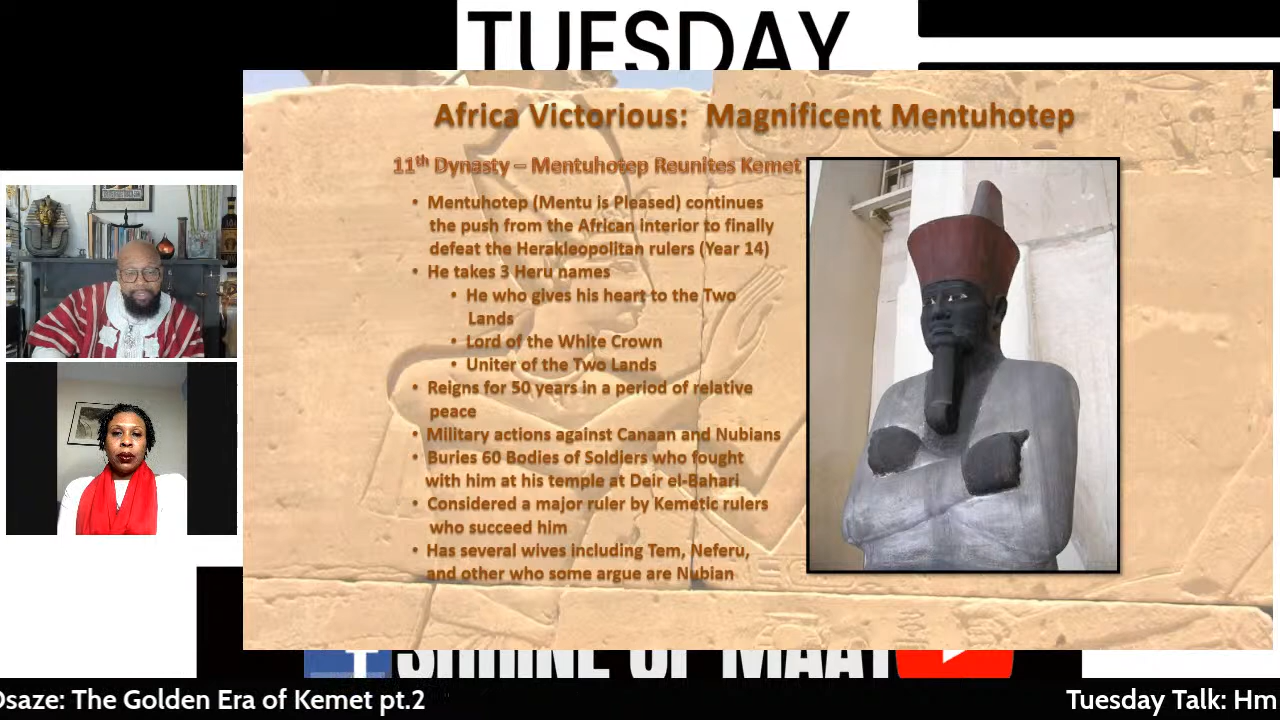 TUESDAY
Africa Victorious: Magnificent Mentuhotep
11th Dynasty – Mentuhotep Reunites Kemet
• Mentuhotep (Mentu is Pleased) continues
the push from the African interior to finally
defeat the Herakleopolitan rulers (Year 14)
• He takes 3 Heru names
• He who gives his heart to the Two
Lands
• Lord of the White Crown
• Uniter of the Two Lands
• Reigns for 50 years in a period of relative
peace
• Military actions against Canaan and Nubians
• Buries 60 Bodies of Soldiers who fought
with him at his temple at Deir el-Bahari
• Considered a major ruler by Kemetic rulers
who succeed him
• Has several wives including Tem, Neferu,
and other who some argue are Nubian
SHRINE OF MAAT
Osaze: The Golden Era of Kemet pt.2
Tuesday Talk: Hm